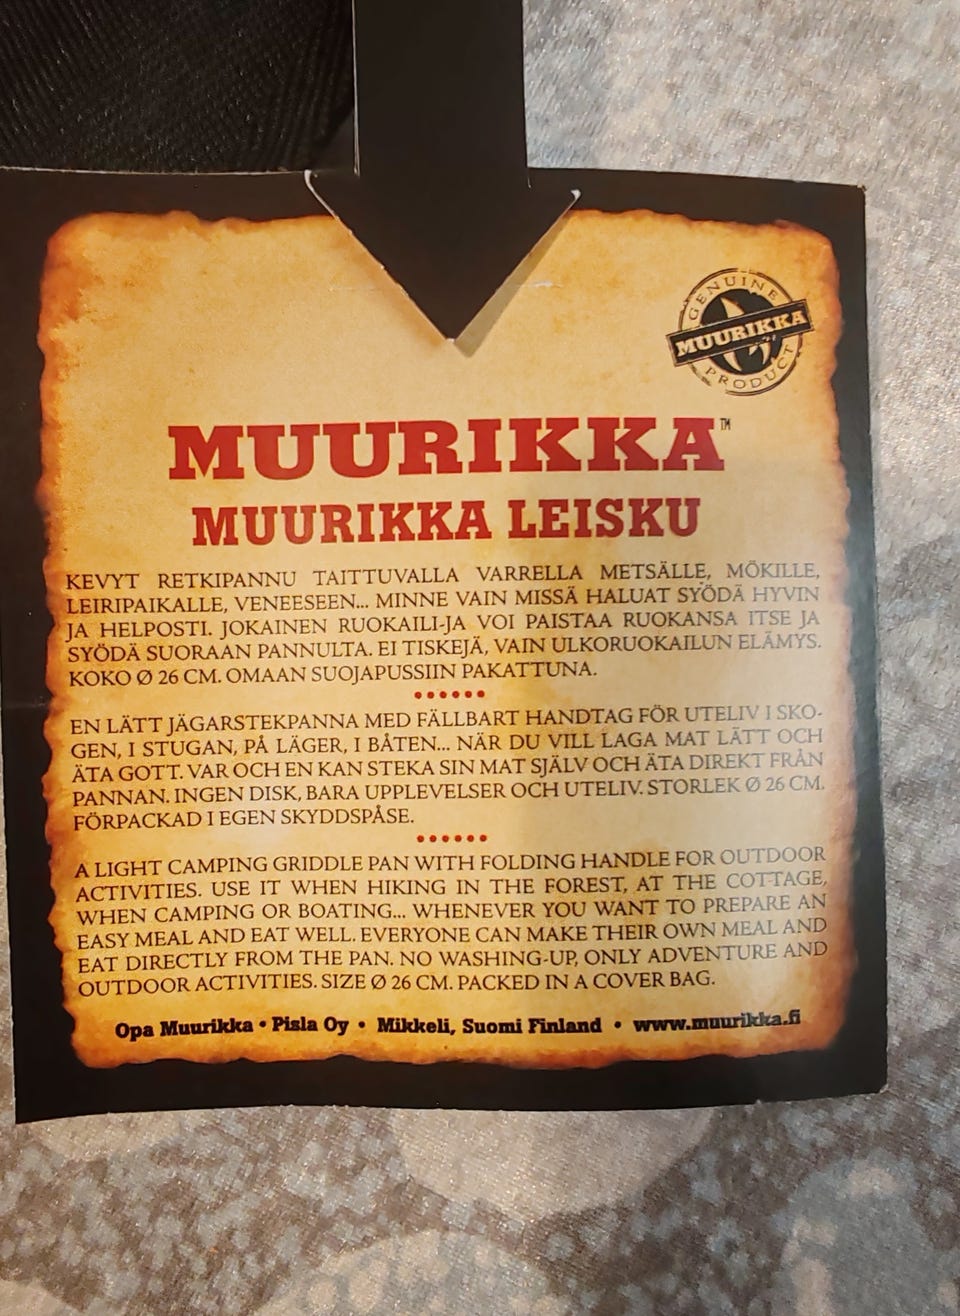 GENUINE
MUURIKKA
PRODUCT
MUURIKKA™
MUURIKKA LEISKU
KEVYT RETKIPANNU TAITTUVALLA VARRELLA METSÄLLE, MÖKILLE,
LEIRIPAIKALLE, VENEESEEN... MINNE VAIN MISSÄ HALUAT SYÖDÄ HYVIN
JA HELPOSTI. JOKAINEN RUOKAILI-JA VOI PAISTAA RUOKANSA ITSE JA
SYÖDÄ SUORAAN PANNULTA. EI TISKEJÄ, VAIN ULKORUOKAILUN ELÄMYS.
KOKO Ø 26 CM. OMAAN SUOJAPUSSIIN PAKATTUNA.
EN LÄTT JÄGARSTEKPANNA MED FÄLLBART HANDTAG FÖR UTELIV I SKO-
GEN, I STUGAN, PÅ LÄGER, I BÅTEN... NÄR DU VILL LAGA MAT LÄTT OCH
ÄTA GOTT. VAR OCH EN KAN STEKA SIN MAT SJÄLV OCH ÄTA DIREKT FRÅN
PANNAN. INGEN DISK, BARA UPPLEVELSER OCH UTELIV. STORLEK Ø 26 CM.
FÖRPACKAD I EGEN SKYDDSPÅSE.
A LIGHT CAMPING GRIDDLE PAN WITH FOLDING HANDLE FOR OUTDOOR
ACTIVITIES. USE IT WHEN HIKING IN THE FOREST, AT THE COTTAGE,
WHEN CAMPING OR BOATING... WHENEVER YOU WANT TO PREPARE AN
EASY MEAL AND EAT WELL. EVERYONE CAN MAKE THEIR OWN MEAL AND
EAT DIRECTLY FROM THE PAN. NO WASHING-UP, ONLY ADVENTURE AND
OUTDOOR ACTIVITIES. SIZE Ø 26 CM. PACKED IN A COVER BAG.
Opa Muurikka • Pisla Oy • Mikkeli, Suomi Finland • www.muurikka.fi